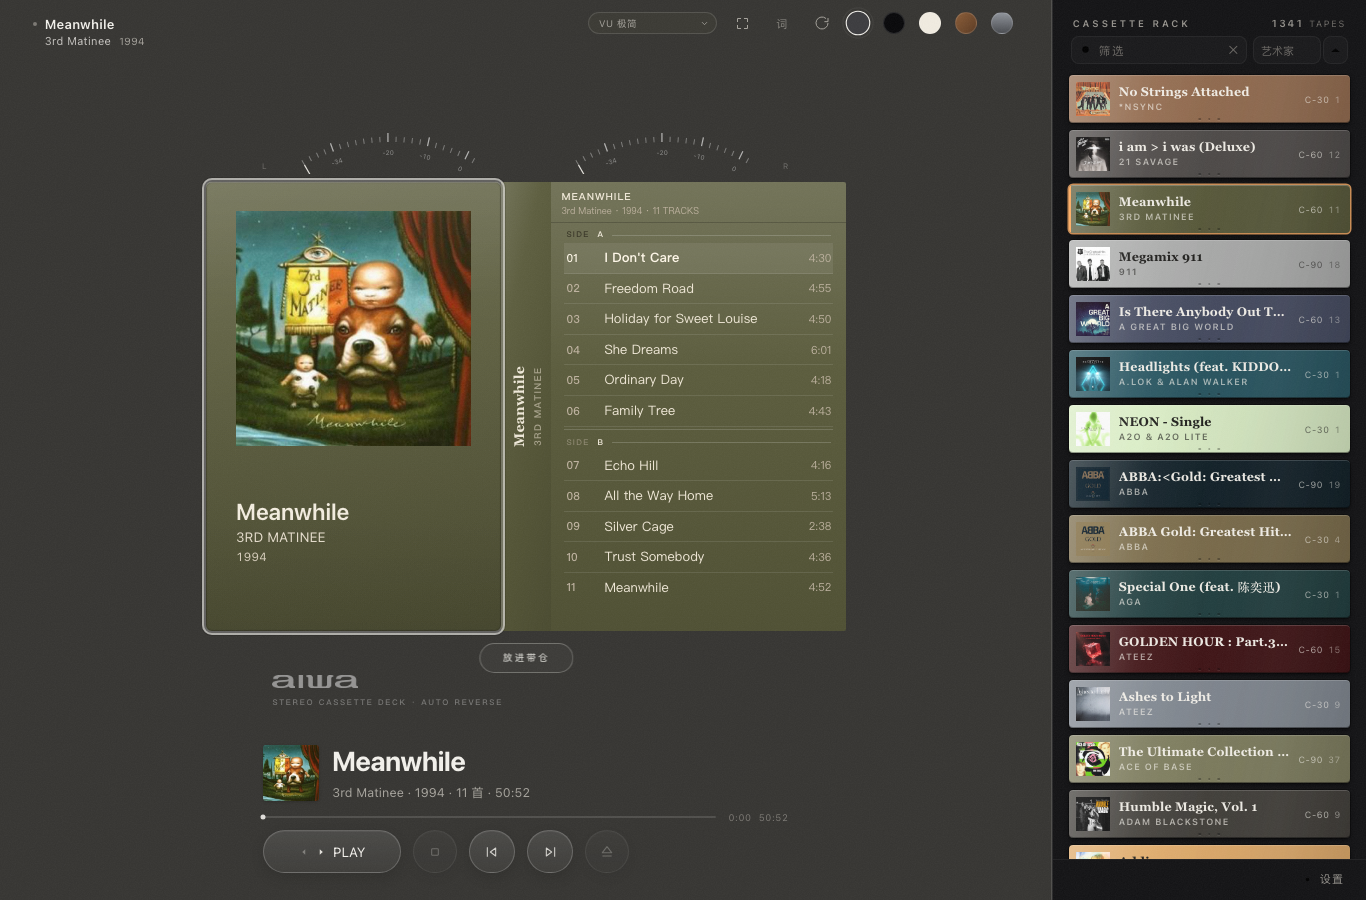 Meanwhile
3rd Matinee 1994
VU 极简
词
CASSETTE RACK
1341 TAPES
筛选
艺术家
L
-34
-20
-10
0
-34
-20
-10
0
R
3rd
MATINEE
Meanwhile
Meanwhile
3RD MATINEE
1994
Meanwhile
3RD MATINEE
MEANWHILE
3rd Matinee · 1994 · 11 TRACKS
SIDE A
01 I Don't Care 4:30
02 Freedom Road 4:55
03 Holiday for Sweet Louise 4:50
04 She Dreams 6:01
05 Ordinary Day 4:18
06 Family Tree 4:43
SIDE B
07 Echo Hill 4:16
08 All the Way Home 5:13
09 Silver Cage 2:38
10 Trust Somebody 4:36
11 Meanwhile 4:52
放进带仓
aiwa
STEREO CASSETTE DECK · AUTO REVERSE
Meanwhile
3rd Matinee · 1994 · 11 首 · 50:52
0:00 50:52
PLAY
No Strings Attached
*NSYNC
C-30 1
i am > i was (Deluxe)
21 SAVAGE
C-60 12
Meanwhile
3RD MATINEE
C-60 11
Megamix 911
911
C-90 18
Is There Anybody Out T...
A GREAT BIG WORLD
C-60 13
Headlights (feat. KIDDO...
A.LOK & ALAN WALKER
C-30 1
NEON - Single
A2O & A2O LITE
C-30 1
ABBA:<Gold: Greatest ...
ABBA
C-90 19
ABBA Gold: Greatest Hit...
ABBA
C-30 4
Special One (feat. 陈奕迅)
AGA
C-30 1
GOLDEN HOUR : Part.3...
ATEEZ
C-60 15
Ashes to Light
ATEEZ
C-30 9
The Ultimate Collection ...
ACE OF BASE
C-90 37
Humble Magic, Vol. 1
ADAM BLACKSTONE
C-60 9
设置